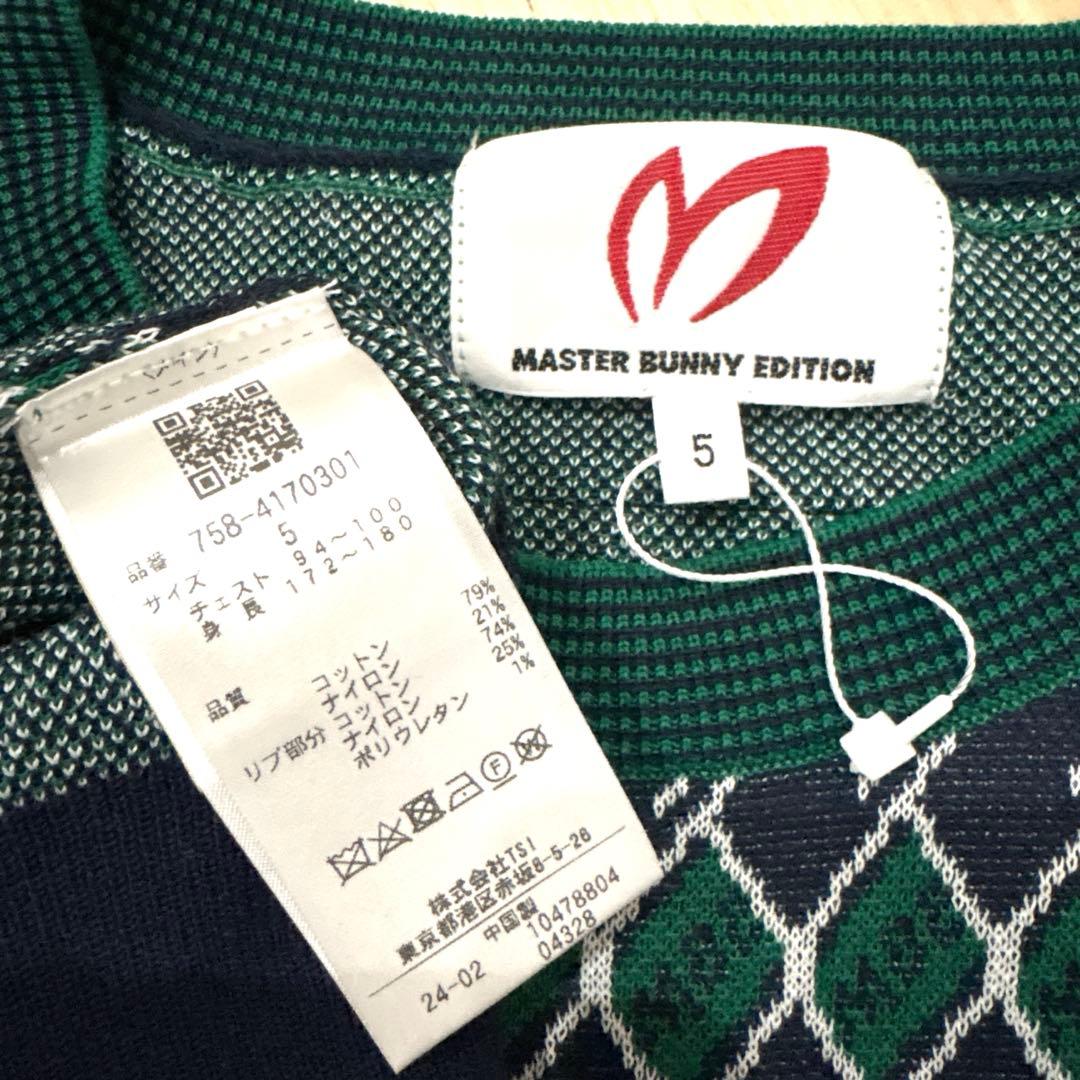 MASTER BUNNY EDITION
5
(メイン)
品番 758-4170301
サイズ 5
チェスト 94～100
身長 172～180
品質 コットン 79%
ナイロン 21%
リブ部分 コットン 74%
ナイロン 25%
ポリウレタン 1%
F
W
株式会社TSI
東京都港区赤坂8-5-26
中国製 10478804
24-02 04328